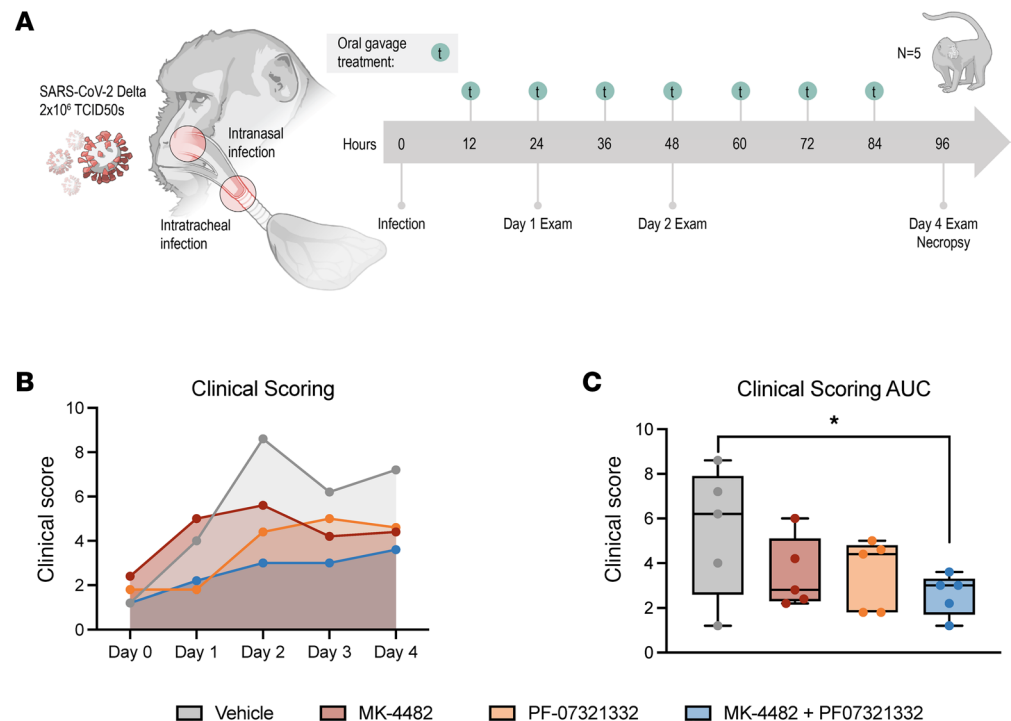 A
Oral gavage
treatment:
t
N=5
SARS-CoV-2 Delta
2x10⁶ TCID50s
t t t t t t t
Intranasal
infection
Hours 0 12 24 36 48 60 72 84 96
Intratracheal
infection
Infection Day 1 Exam Day 2 Exam Day 4 Exam
Necropsy
B
Clinical Scoring
Clinical score
10
8
6
4
2
0
Day 0 Day 1 Day 2 Day 3 Day 4
C
Clinical Scoring AUC
*
Clinical score
10
8
6
4
2
0
Vehicle MK-4482 PF-07321332 MK-4482 + PF07321332